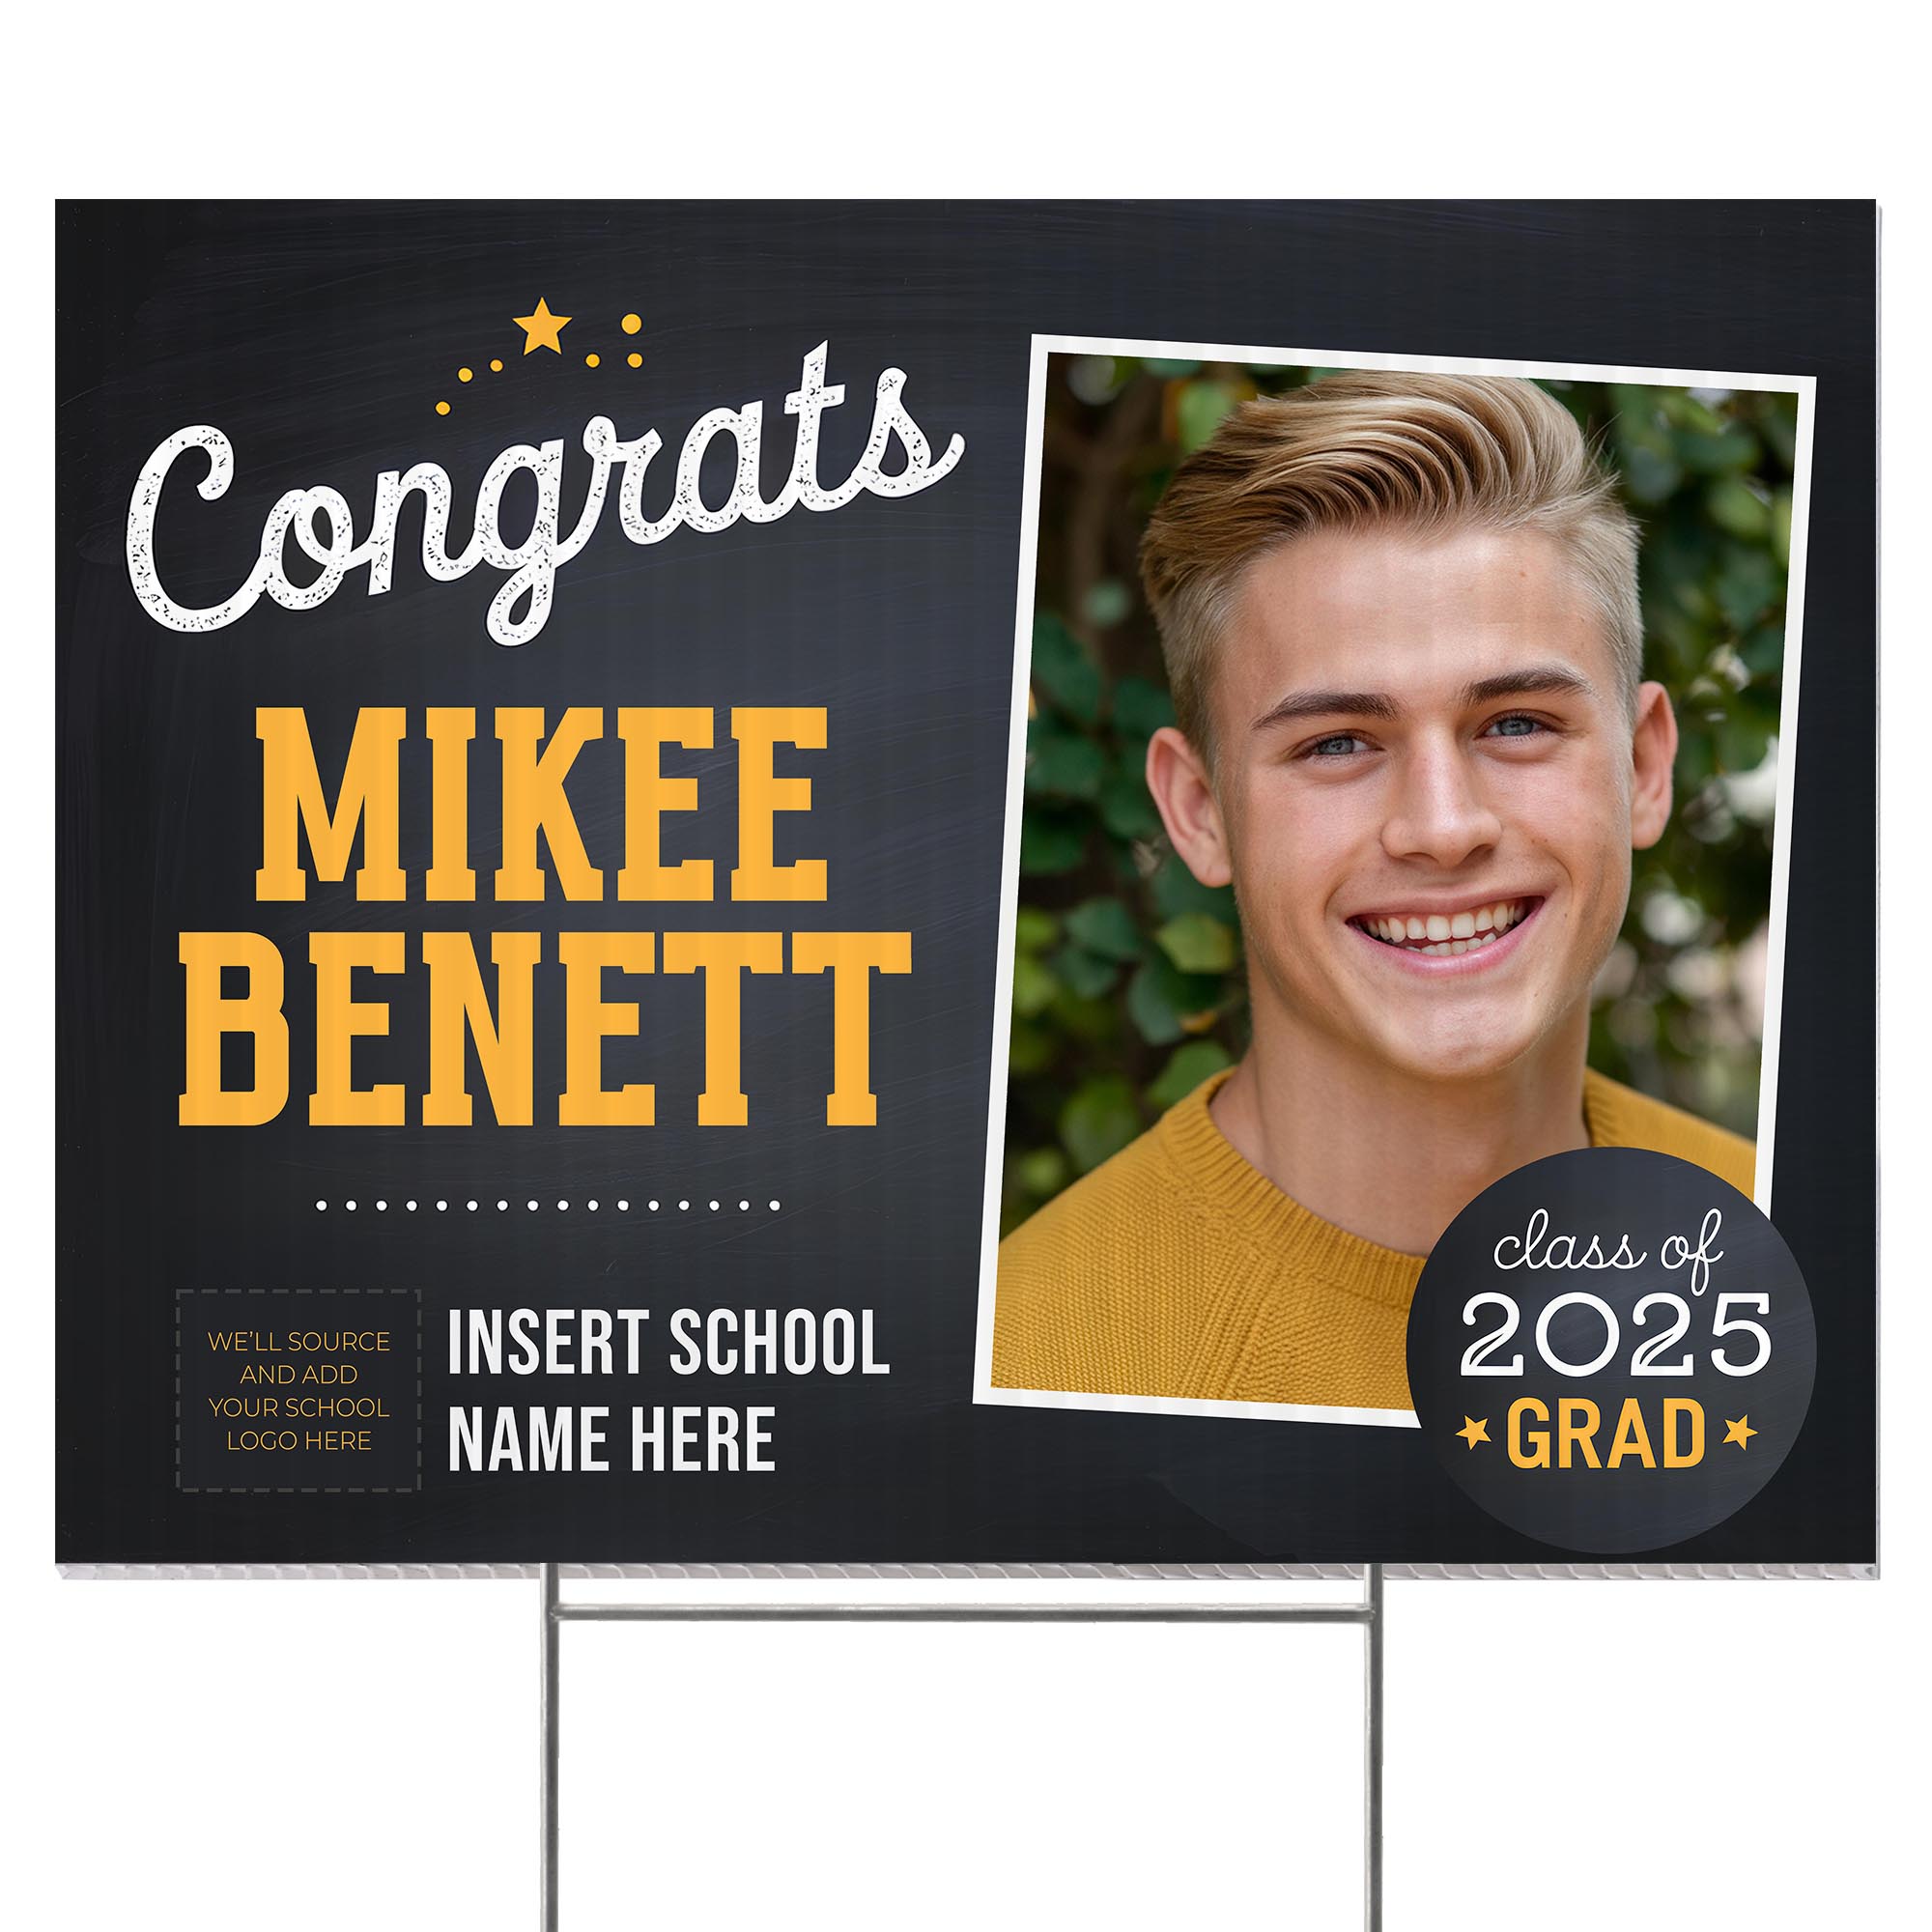 Congrats
MIKEE
BENETT
WE'LL SOURCE
AND ADD
YOUR SCHOOL
LOGO HERE
INSERT SCHOOL
NAME HERE
class of
2025
GRAD